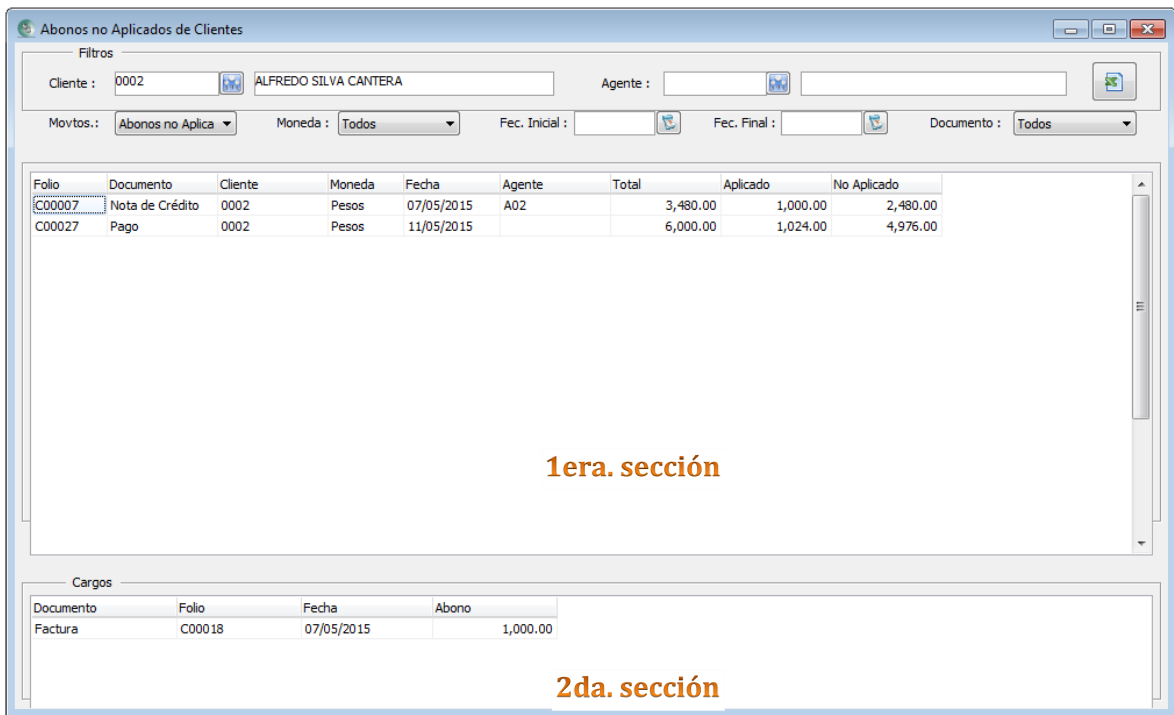 Abonos no Aplicados de Clientes
Filtros
Cliente : 0002 ALFREDO SILVA CANTERA Agente :
Movtos.: Abonos no Aplica Moneda : Todos Fec. Inicial : Fec. Final : Documento : Todos
Folio Documento Cliente Moneda Fecha Agente Total Aplicado No Aplicado
C00007 Nota de Crédito 0002 Pesos 07/05/2015 A02 3,480.00 1,000.00 2,480.00
C00027 Pago 0002 Pesos 11/05/2015 6,000.00 1,024.00 4,976.00
1era. sección
Cargos
Documento Folio Fecha Abono
Factura C00018 07/05/2015 1,000.00
2da. sección